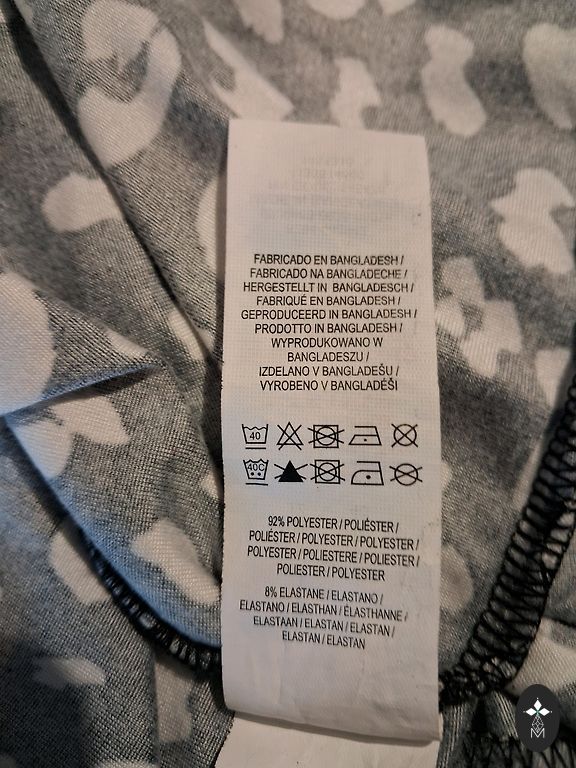 FABRICADO EN BANGLADESH /
FABRICADO NA BANGLADECHE /
HERGESTELLT IN BANGLADESCH /
FABRIQUÉ EN BANGLADESH /
GEPRODUCEERD IN BANGLADESH /
PRODOTTO IN BANGLADESH /
WYPRODUKOWANO W
BANGLADESZU /
IZDELANO V BANGLADEŠU /
VYROBENO V BANGLADÉŠI
40
40C
92% POLYESTER / POLIÉSTER /
POLIÉSTER / POLYESTER / POLYESTER /
POLYESTER / POLIESTERE / POLIESTER /
POLIESTER / POLYESTER
8% ELASTANE / ELASTANO /
ELASTANO / ELASTHAN / ÉLASTHANNE /
ELASTAAN / ELASTAN / ELASTAN /
ELASTAN / ELASTAN
M